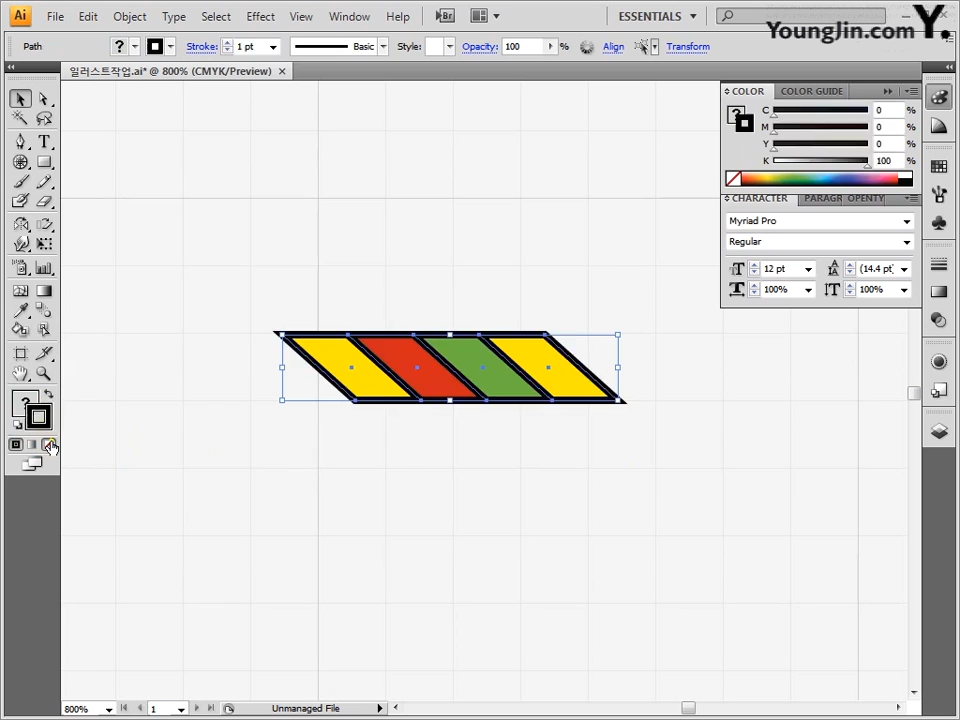 Ai File Edit Object Type Select Effect View Window Help Br ESSENTIALS
YoungJin.com Y.
Path ? Stroke: 1 pt Basic Style: Opacity: 100 % Align Transform
일러스트작업.ai* @ 800% (CMYK/Preview)
COLOR COLOR GUIDE
? C 0 %
M 0 %
Y 0 %
K 100 %
CHARACTER PARAGR OPENTY
Myriad Pro
Regular
T 12 pt A IA (14.4 pt)
T 100% IT 100%
T
?
800% 1 Unmanaged File